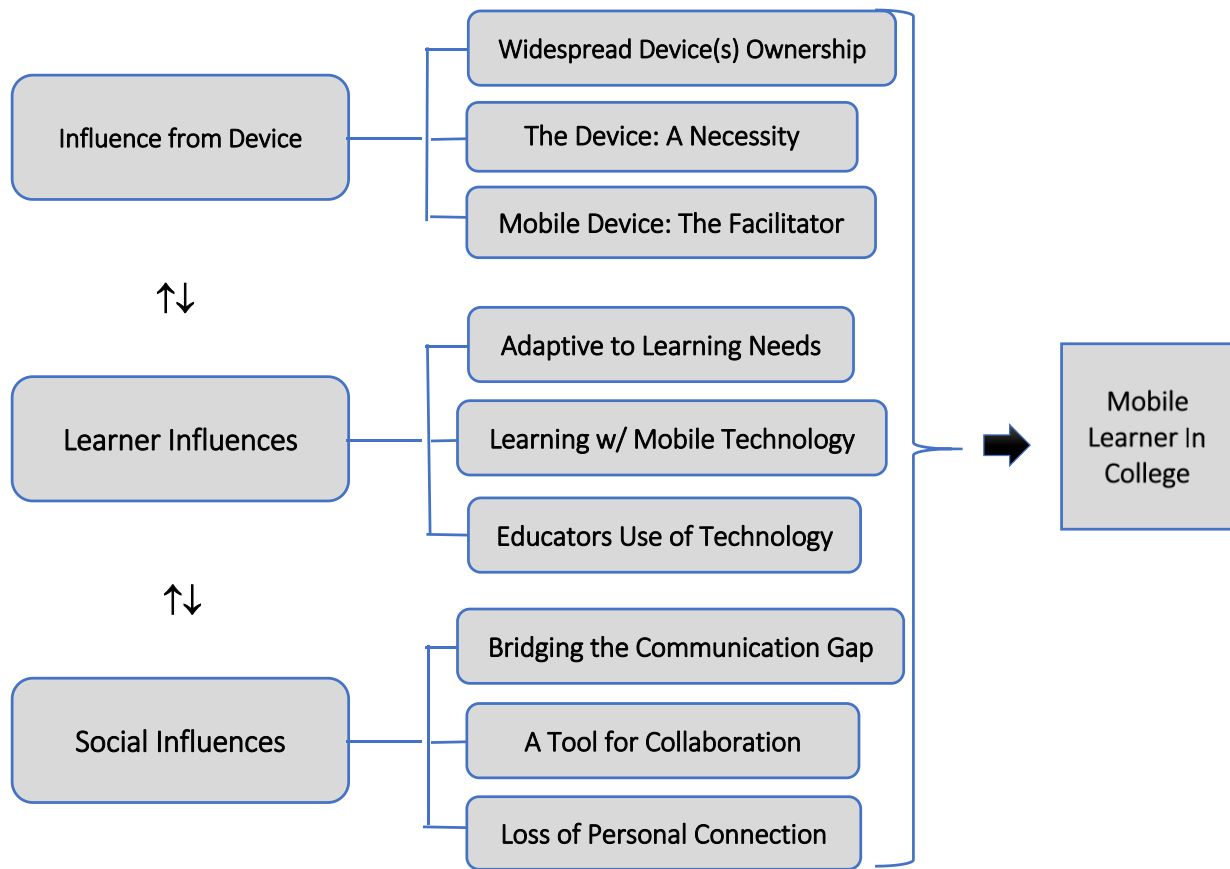 Widespread Device(s) Ownership
Influence from Device
The Device: A Necessity
Mobile Device: The Facilitator
↑↓
Adaptive to Learning Needs
Learner Influences
Learning w/ Mobile Technology
Educators Use of Technology
↑↓
Bridging the Communication Gap
Social Influences
A Tool for Collaboration
Loss of Personal Connection
Mobile
Learner In
College